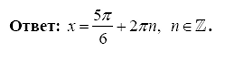 Ответ: x = 5π/6 + 2πn, n ∈ ℤ.